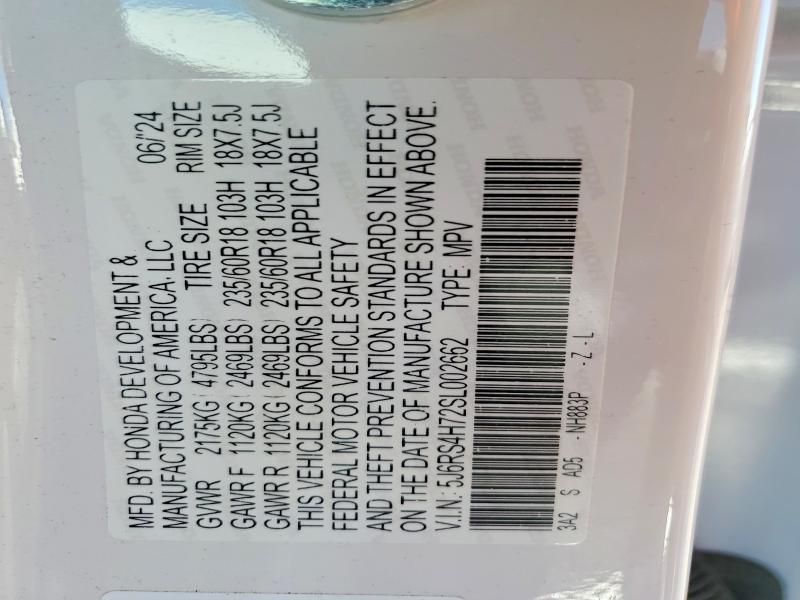 MFD. BY HONDA DEVELOPMENT &
MANUFACTURING OF AMERICA. LLC 06/'24
GVWR 2175KG( 4795LBS) TIRE SIZE RIM SIZE
GAWR F 1120KG( 2469LBS) 235/60R18 103H 18X7.5J
GAWR R 1120KG( 2469LBS) 235/60R18 103H 18X7.5J
THIS VEHICLE CONFORMS TO ALL APPLICABLE
FEDERAL MOTOR VEHICLE SAFETY
AND THEFT PREVENTION STANDARDS IN EFFECT
ON THE DATE OF MANUFACTURE SHOWN ABOVE.
V.I.N.: 5J6RS4H72SL002662 TYPE: MPV
3A2 S AD5 -NH883P -Z-L